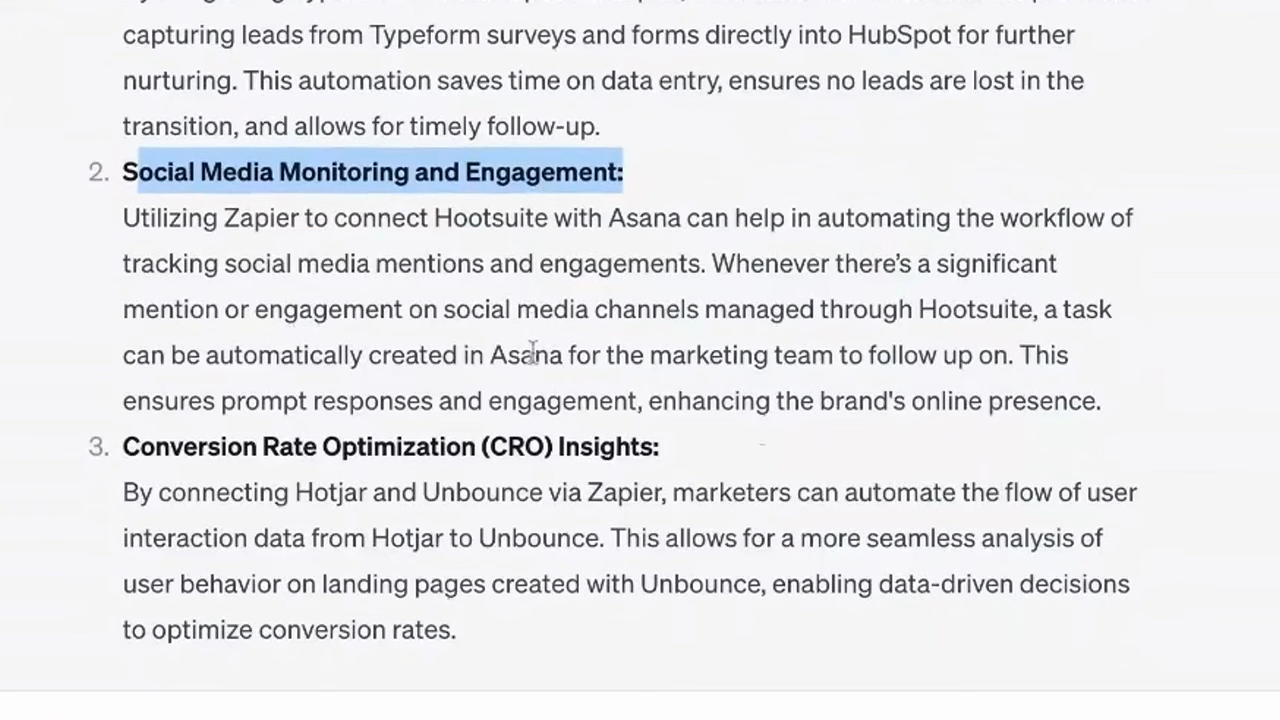 capturing leads from Typeform surveys and forms directly into HubSpot for further
nurturing. This automation saves time on data entry, ensures no leads are lost in the
transition, and allows for timely follow-up.
2. Social Media Monitoring and Engagement:
Utilizing Zapier to connect Hootsuite with Asana can help in automating the workflow of
tracking social media mentions and engagements. Whenever there’s a significant
mention or engagement on social media channels managed through Hootsuite, a task
can be automatically created in Asana for the marketing team to follow up on. This
ensures prompt responses and engagement, enhancing the brand's online presence.
3. Conversion Rate Optimization (CRO) Insights:
By connecting Hotjar and Unbounce via Zapier, marketers can automate the flow of user
interaction data from Hotjar to Unbounce. This allows for a more seamless analysis of
user behavior on landing pages created with Unbounce, enabling data-driven decisions
to optimize conversion rates.